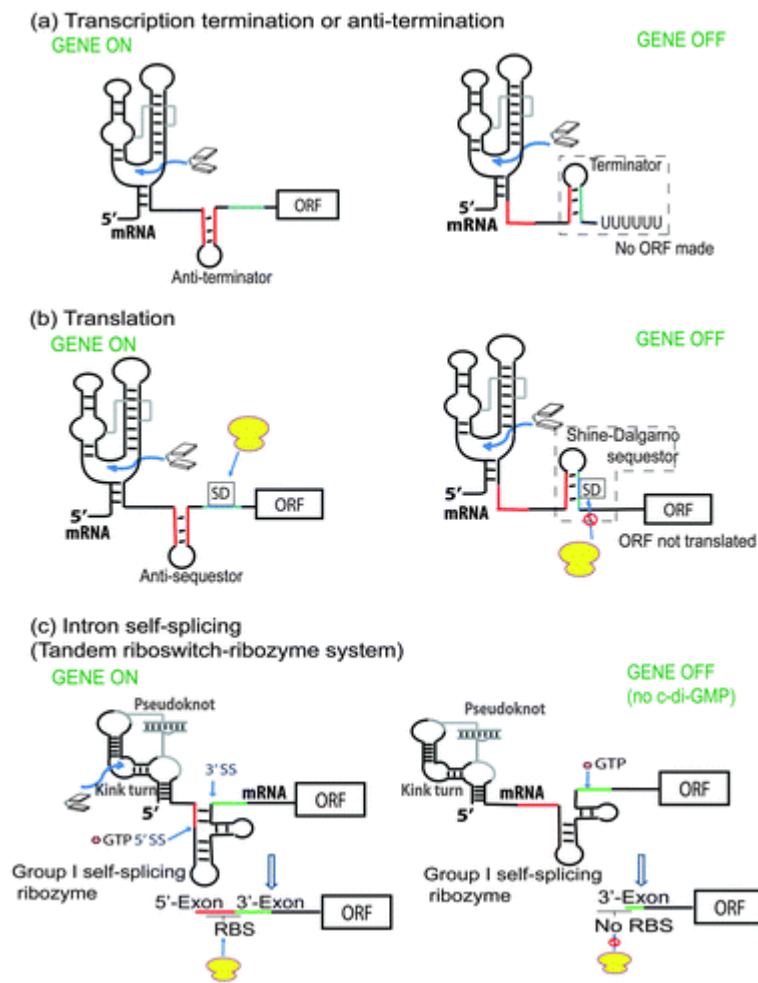 (a) Transcription termination or anti-termination
GENE ON
GENE OFF
Terminator
ORF
5'
mRNA
Anti-terminator
5'
mRNA
UUUUUU
No ORF made
(b) Translation
GENE ON
GENE OFF
Shine-Dalgarno
sequestor
SD
ORF
5'
mRNA
Anti-sequestor
SD
ORF
5'
mRNA
ORF not translated
(c) Intron self-splicing
(Tandem riboswitch-ribozyme system)
GENE ON
GENE OFF
(no c-di-GMP)
Pseudoknot
Kink turn
3'SS
mRNA
ORF
5'
GTP 5'SS
Group I self-splicing
ribozyme
5'-Exon 3'-Exon
ORF
RBS
Pseudoknot
Kink turn
GTP
mRNA
ORF
5'
Group I self-splicing
ribozyme
3'-Exon
ORF
No RBS